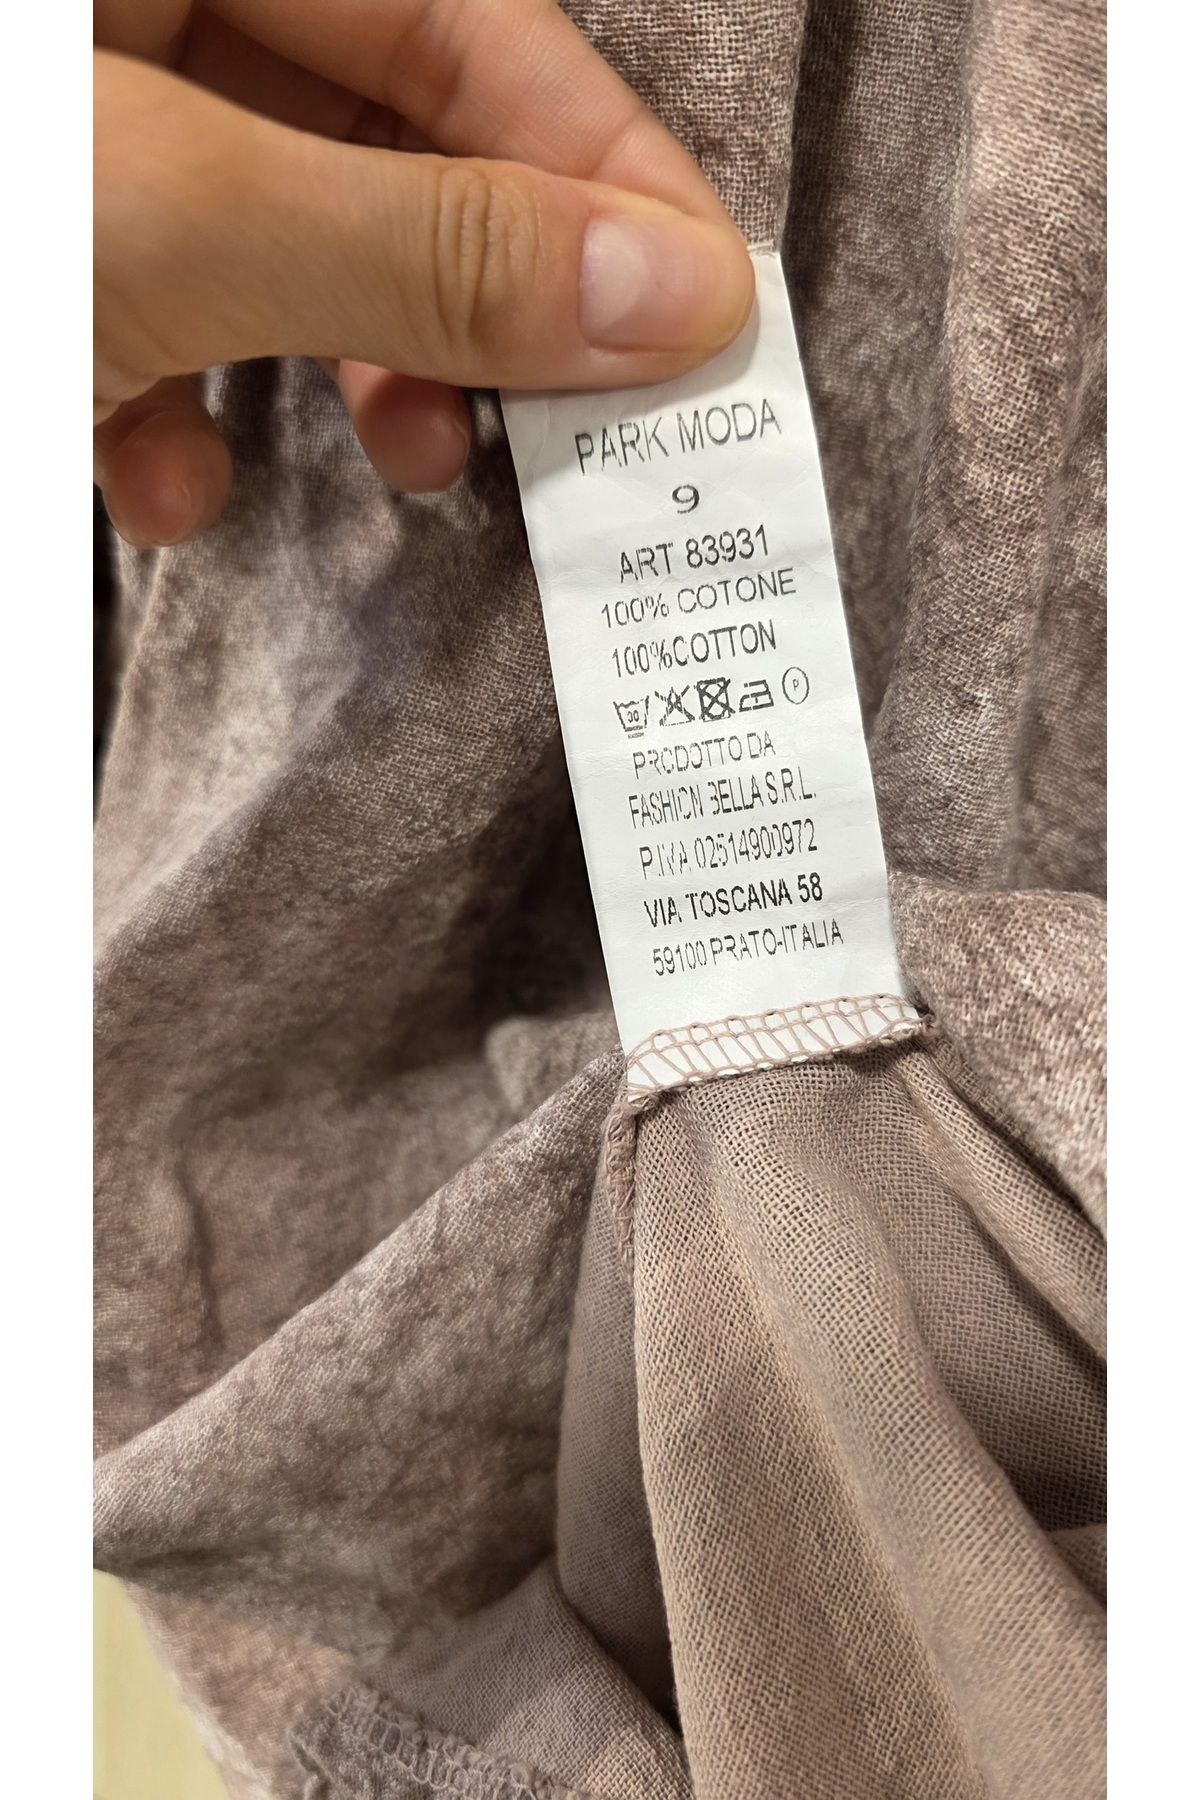 PARK MODA
9
ART 83931
100% COTONE
100%COTTON
30 P
PRODOTTO DA
FASHION BELLA S.R.L.
P.IVA 02514900972
VIA TOSCANA 58
59100 PRATO-ITALIA